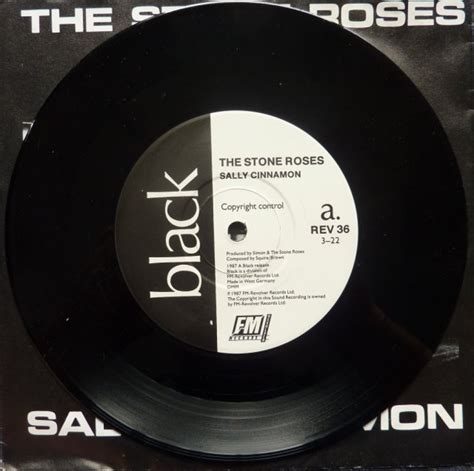 THE ST ROSES
black
THE STONE ROSES
SALLY CINNAMON
Copyright control
a.
REV 36
3–22
Produced by Simon & The Stone Roses
Composed by Squire/Brown
1987 A Black release.
Black is a division of
FM-Revolver Records Ltd.
Made in West Germany
DMM
℗ 1987 FM-Revolver Records Ltd.
The Copyright in this Sound Recording is owned
by FM-Revolver Records Ltd.
FM
RECORDS
SAL MON